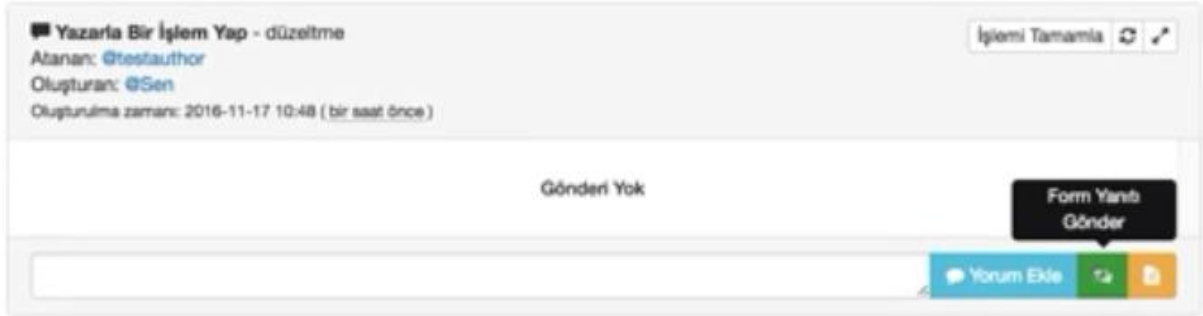 Yazarla Bir İşlem Yap - düzeltme
İşlemi Tamamla
Atanan: @testauthor
Oluşturan: @Sen
Oluşturulma zamanı: 2016-11-17 10:48 ( bir saat önce )
Gönderi Yok
Form Yanıtı
Gönder
Yorum Ekle